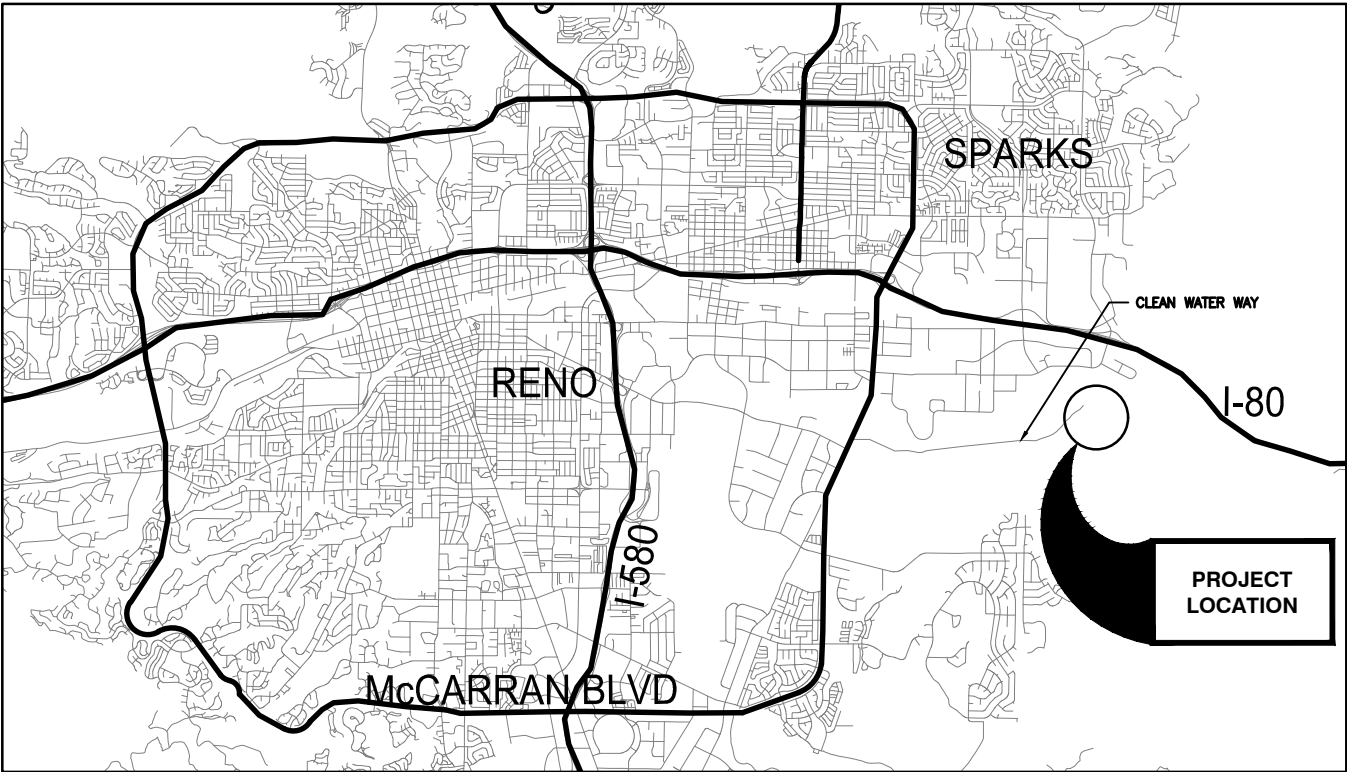 SPARKS
CLEAN WATER WAY
RENO
I-80
I-580
PROJECT
LOCATION
McCARRAN BLVD